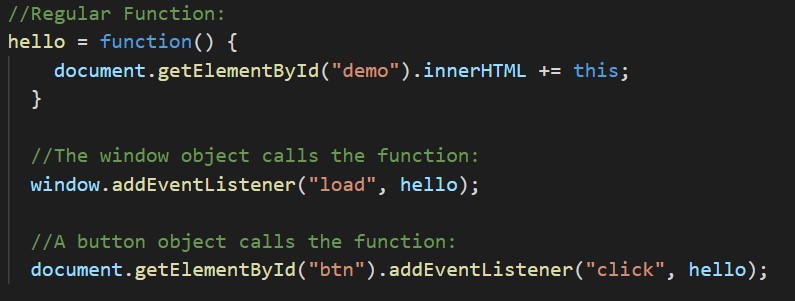 //Regular Function:
hello = function() {
document.getElementById("demo").innerHTML += this;
}
//The window object calls the function:
window.addEventListener("load", hello);
//A button object calls the function:
document.getElementById("btn").addEventListener("click", hello);